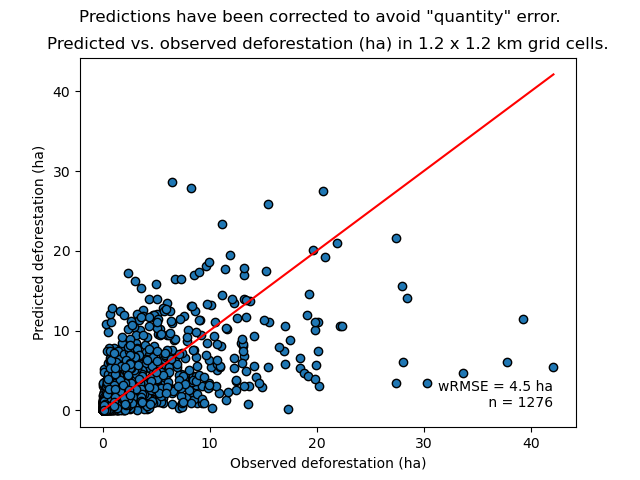 Predictions have been corrected to avoid "quantity" error.
Predicted vs. observed deforestation (ha) in 1.2 x 1.2 km grid cells.
Predicted deforestation (ha)
40
30
20
10
0
wRMSE = 4.5 ha
n = 1276
0 10 20 30 40
Observed deforestation (ha)